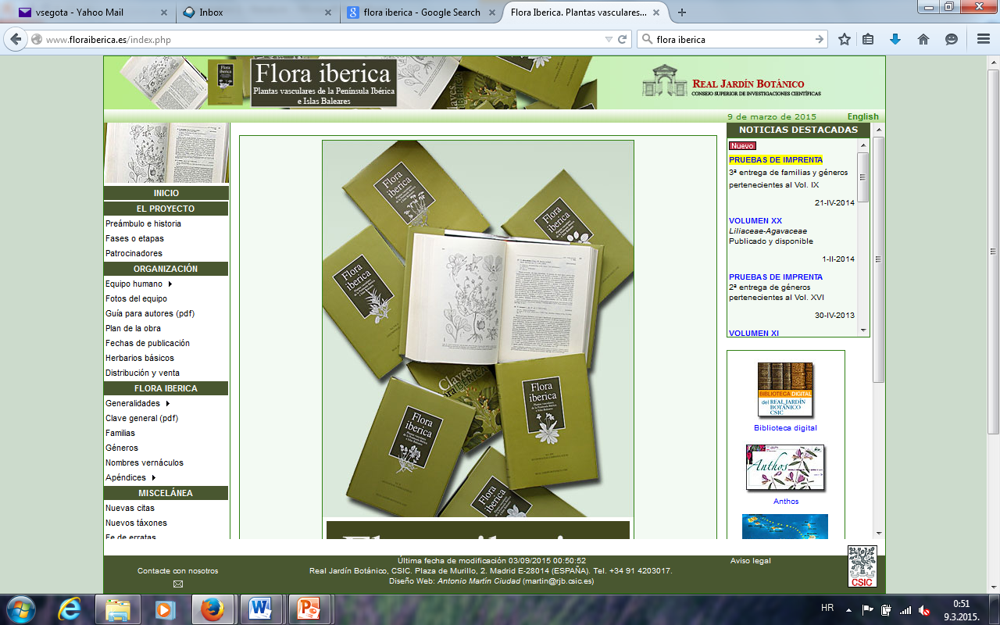 vsegota - Yahoo Mail
Inbox
flora iberica - Google Search
Flora Iberica. Plantas vasculares...
www.floraiberica.es/index.php
flora iberica
Flora iberica
Plantas vasculares de la Península Ibérica
e Islas Baleares
REAL JARDÍN BOTÁNICO
CONSEJO SUPERIOR DE INVESTIGACIONES CIENTÍFICAS
9 de marzo de 2015
English
INICIO
EL PROYECTO
Preámbulo e historia
Fases o etapas
Patrocinadores
ORGANIZACIÓN
Equipo humano
Fotos del equipo
Guía para autores (pdf)
Plan de la obra
Fechas de publicación
Herbarios básicos
Distribución y venta
FLORA IBERICA
Generalidades
Clave general (pdf)
Familias
Géneros
Nombres vernáculos
Apéndices
MISCELÁNEA
Nuevas citas
Nuevos táxones
Fe de erratas
Flora
iberica
Flora
iberica
Flora
iberica
Claves
Flora
iberica
Flora
iberica
Flora
iberica
NOTICIAS DESTACADAS
Nuevo
PRUEBAS DE IMPRENTA
3ª entrega de familias y géneros
pertenecientes al Vol. IX
21-IV-2014
VOLUMEN XX
Liliaceae-Agavaceae
Publicado y disponible
1-II-2014
PRUEBAS DE IMPRENTA
2ª entrega de géneros
pertenecientes al Vol. XVI
30-IV-2013
VOLUMEN XI
BIBLIOTECA DIGITAL
del REAL JARDÍN
BOTÁNICO
CSIC
Biblioteca digital
Anthos
Anthos
Contacte con nosotros
Última fecha de modificación 03/09/2015 00:50:52
Real Jardín Botánico, CSIC. Plaza de Murillo, 2. Madrid E-28014 (ESPAÑA). Tel. +34 91 4203017.
Diseño Web: Antonio Martín Ciudad (martin@rjb.csic.es)
Aviso legal
CSIC
HR
0:51
9.3.2015.